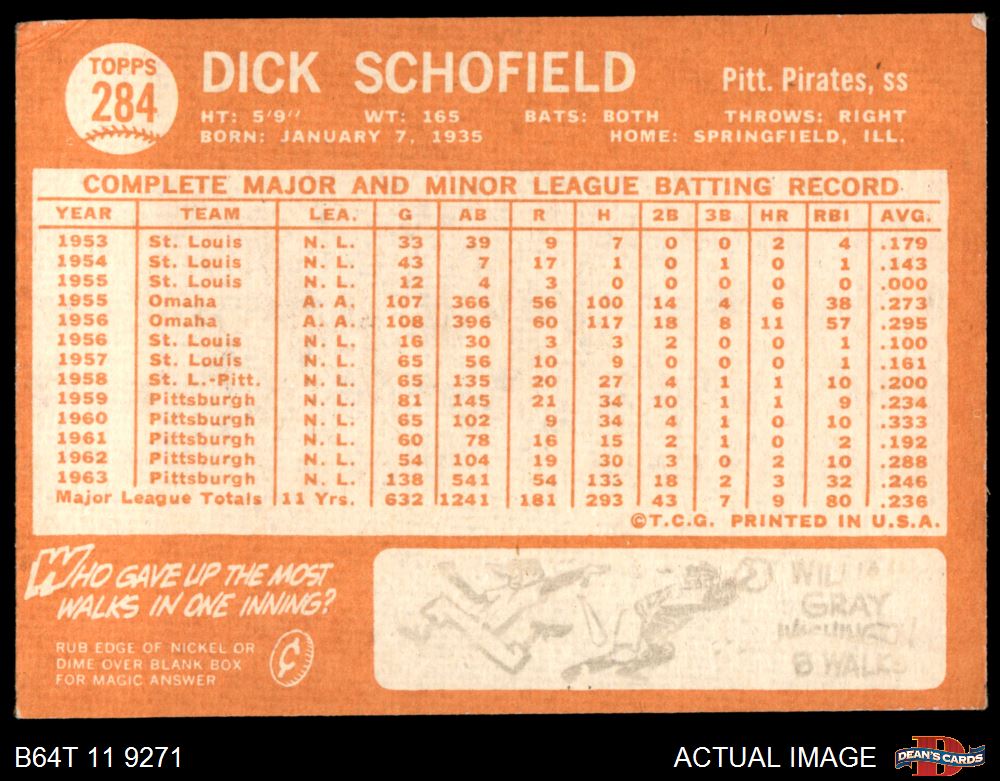 TOPPS
284
DICK SCHOFIELD
Pitt. Pirates, ss
HT: 5'9" WT: 165 BATS: BOTH THROWS: RIGHT
BORN: JANUARY 7, 1935 HOME: SPRINGFIELD, ILL.
COMPLETE MAJOR AND MINOR LEAGUE BATTING RECORD
YEAR TEAM LEA. G AB R H 2B 3B HR RBI AVG.
1953 St. Louis N. L. 33 39 9 7 0 0 2 4 .179
1954 St. Louis N. L. 43 7 17 1 0 1 0 1 .143
1955 St. Louis N. L. 12 4 3 0 0 0 0 0 .000
1955 Omaha A. A. 107 366 56 100 14 4 6 38 .273
1956 Omaha A. A. 108 396 60 117 18 8 11 57 .295
1956 St. Louis N. L. 16 30 3 3 2 0 0 1 .100
1957 St. Louis N. L. 65 56 10 9 0 0 0 1 .161
1958 St. L.-Pitt. N. L. 65 135 20 27 4 1 1 10 .200
1959 Pittsburgh N. L. 81 145 21 34 10 1 1 9 .234
1960 Pittsburgh N. L. 65 102 9 34 4 1 0 10 .333
1961 Pittsburgh N. L. 60 78 16 15 2 1 0 2 .192
1962 Pittsburgh N. L. 54 104 19 30 3 0 2 10 .288
1963 Pittsburgh N. L. 138 541 54 133 18 2 3 32 .246
Major League Totals 11 Yrs. 632 1241 181 293 43 7 9 80 .236
©T.C.G. PRINTED IN U.S.A.
WHO GAVE UP THE MOST
WALKS IN ONE INNING?
RUB EDGE OF NICKEL OR
DIME OVER BLANK BOX
FOR MAGIC ANSWER
¢
GRAY
WASHINGTON
8 WALKS
B64T 11 9271
ACTUAL IMAGE
DEAN'S CARDS